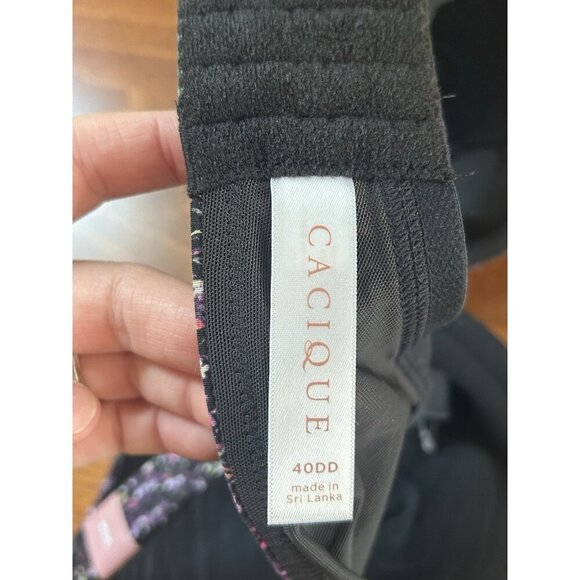 CACIQUE
40DD
made in
Sri Lanka